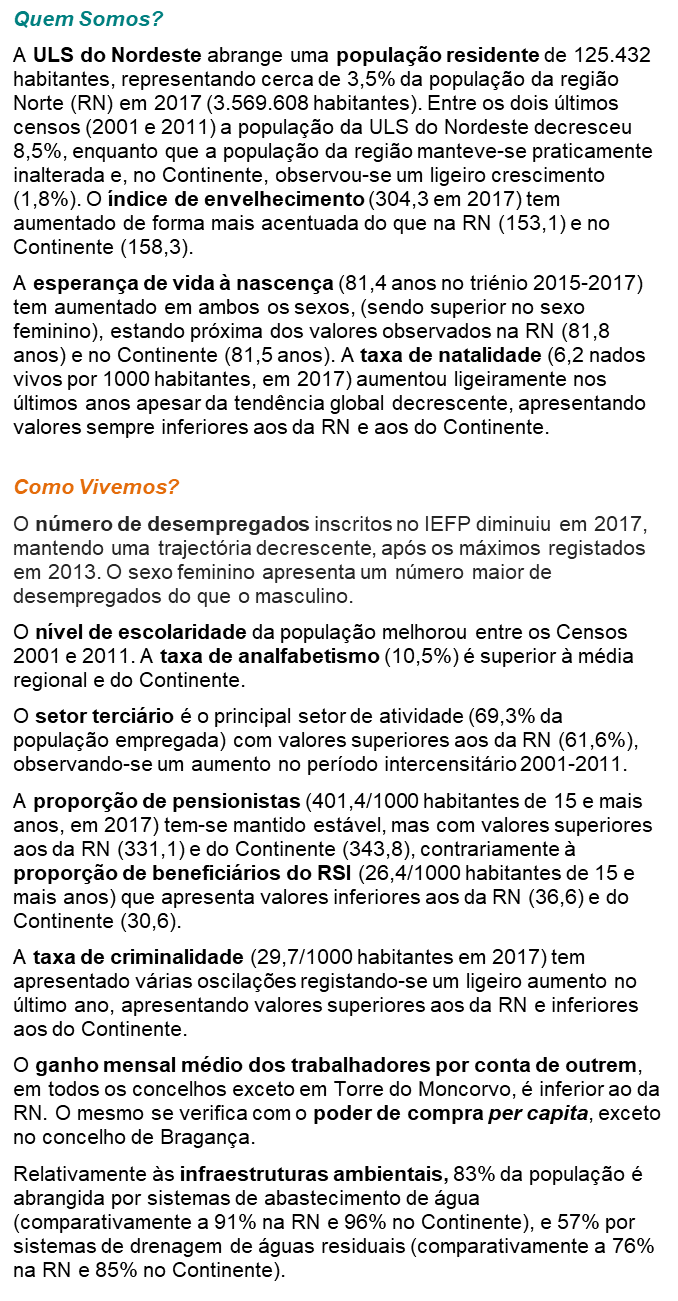 Quem Somos?
A ULS do Nordeste abrange uma população residente de 125.432
habitantes, representando cerca de 3,5% da população da região
Norte (RN) em 2017 (3.569.608 habitantes). Entre os dois últimos
censos (2001 e 2011) a população da ULS do Nordeste decresceu
8,5%, enquanto que a população da região manteve-se praticamente
inalterada e, no Continente, observou-se um ligeiro crescimento
(1,8%). O índice de envelhecimento (304,3 em 2017) tem
aumentado de forma mais acentuada do que na RN (153,1) e no
Continente (158,3).
A esperança de vida à nascença (81,4 anos no triénio 2015-2017)
tem aumentado em ambos os sexos, (sendo superior no sexo
feminino), estando próxima dos valores observados na RN (81,8
anos) e no Continente (81,5 anos). A taxa de natalidade (6,2 nados
vivos por 1000 habitantes, em 2017) aumentou ligeiramente nos
últimos anos apesar da tendência global decrescente, apresentando
valores sempre inferiores aos da RN e aos do Continente.
Como Vivemos?
O número de desempregados inscritos no IEFP diminuiu em 2017,
mantendo uma trajectória decrescente, após os máximos registados
em 2013. O sexo feminino apresenta um número maior de
desempregados do que o masculino.
O nível de escolaridade da população melhorou entre os Censos
2001 e 2011. A taxa de analfabetismo (10,5%) é superior à média
regional e do Continente.
O setor terciário é o principal setor de atividade (69,3% da
população empregada) com valores superiores aos da RN (61,6%),
observando-se um aumento no período intercensitário 2001-2011.
A proporção de pensionistas (401,4/1000 habitantes de 15 e mais
anos, em 2017) tem-se mantido estável, mas com valores superiores
aos da RN (331,1) e do Continente (343,8), contrariamente à
proporção de beneficiários do RSI (26,4/1000 habitantes de 15 e
mais anos) que apresenta valores inferiores aos da RN (36,6) e do
Continente (30,6).
A taxa de criminalidade (29,7/1000 habitantes em 2017) tem
apresentado várias oscilações registando-se um ligeiro aumento no
último ano, apresentando valores superiores aos da RN e inferiores
aos do Continente.
O ganho mensal médio dos trabalhadores por conta de outrem,
em todos os concelhos exceto em Torre do Moncorvo, é inferior ao da
RN. O mesmo se verifica com o poder de compra per capita, exceto
no concelho de Bragança.
Relativamente às infraestruturas ambientais, 83% da população é
abrangida por sistemas de abastecimento de água
(comparativamente a 91% na RN e 96% no Continente), e 57% por
sistemas de drenagem de águas residuais (comparativamente a 76%
na RN e 85% no Continente).